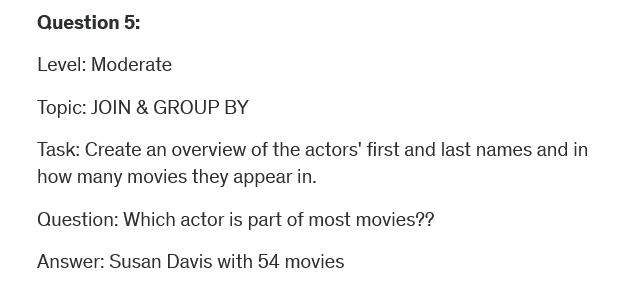 Question 5:
Level: Moderate
Topic: JOIN & GROUP BY
Task: Create an overview of the actors' first and last names and in
how many movies they appear in.
Question: Which actor is part of most movies??
Answer: Susan Davis with 54 movies